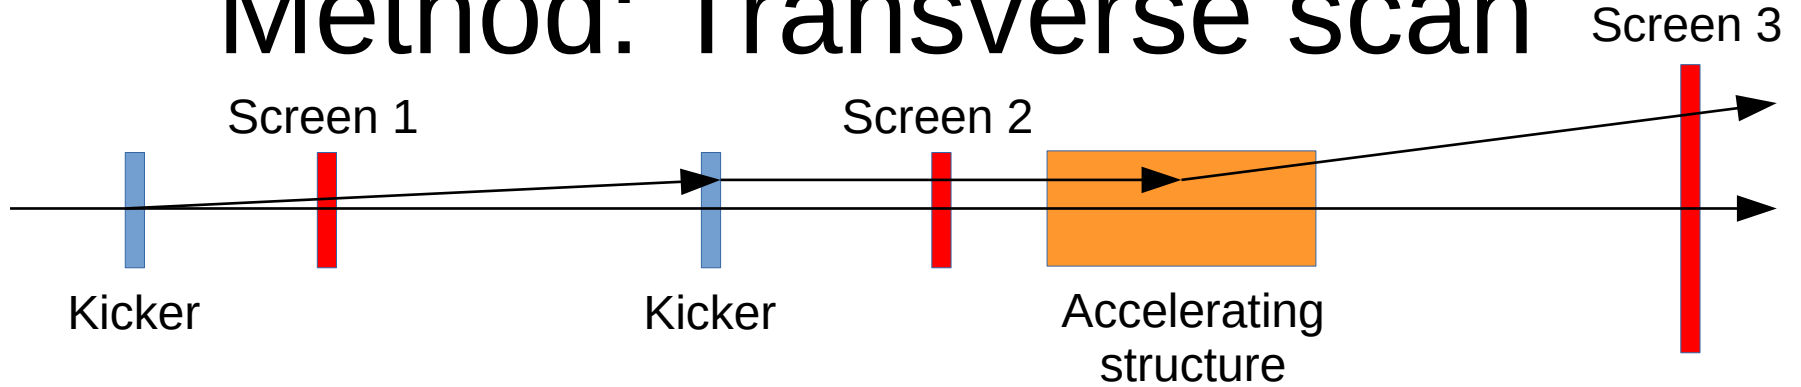 Method: Transverse scan
Screen 3
Screen 1
Screen 2
Kicker
Kicker
Accelerating
structure